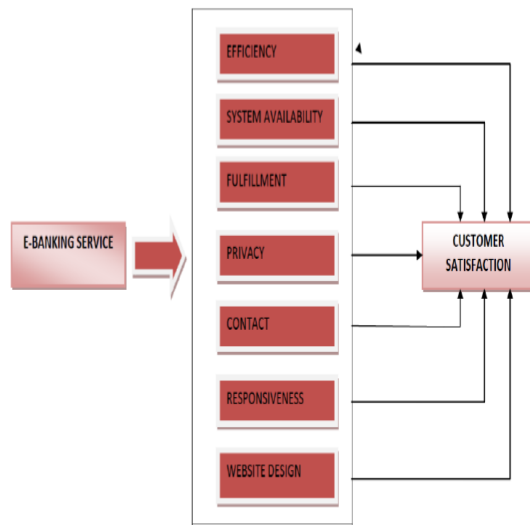 E-BANKING SERVICE
EFFICIENCY
SYSTEM AVAILABILITY
FULFILLMENT
PRIVACY
CONTACT
RESPONSIVENESS
WEBSITE DESIGN
CUSTOMER
SATISFACTION